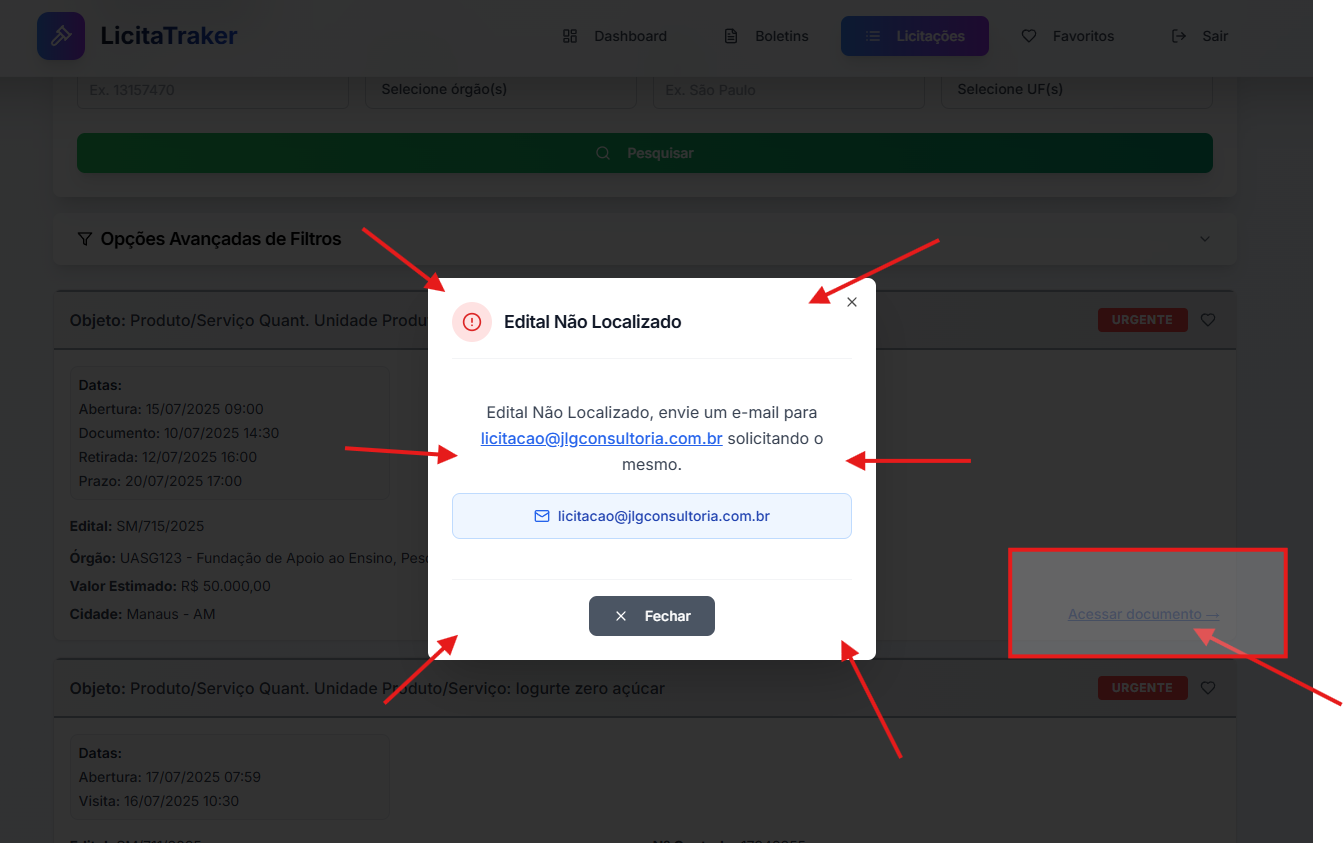 LicitaTraker
Dashboard
Boletins
Licitações
Favoritos
Sair
Ex. 13157470
Selecione órgão(s)
Ex. São Paulo
Selecione UF(s)
Pesquisar
Opções Avançadas de Filtros
Objeto: Produto/Serviço Quant. Unidade Produ
URGENTE
Datas:
Abertura: 15/07/2025 09:00
Documento: 10/07/2025 14:30
Retirada: 12/07/2025 16:00
Prazo: 20/07/2025 17:00
Edital: SM/715/2025
Órgão: UASG123 - Fundação de Apoio ao Ensino, Pes
Valor Estimado: R$ 50.000,00
Cidade: Manaus - AM
Acessar documento →
Edital Não Localizado
Edital Não Localizado, envie um e-mail para
licitacao@jlgconsultoria.com.br solicitando o
mesmo.
licitacao@jlgconsultoria.com.br
Fechar
Objeto: Produto/Serviço Quant. Unidade Produto/Serviço: Iogurte zero açúcar
URGENTE
Datas:
Abertura: 17/07/2025 07:59
Visita: 16/07/2025 10:30